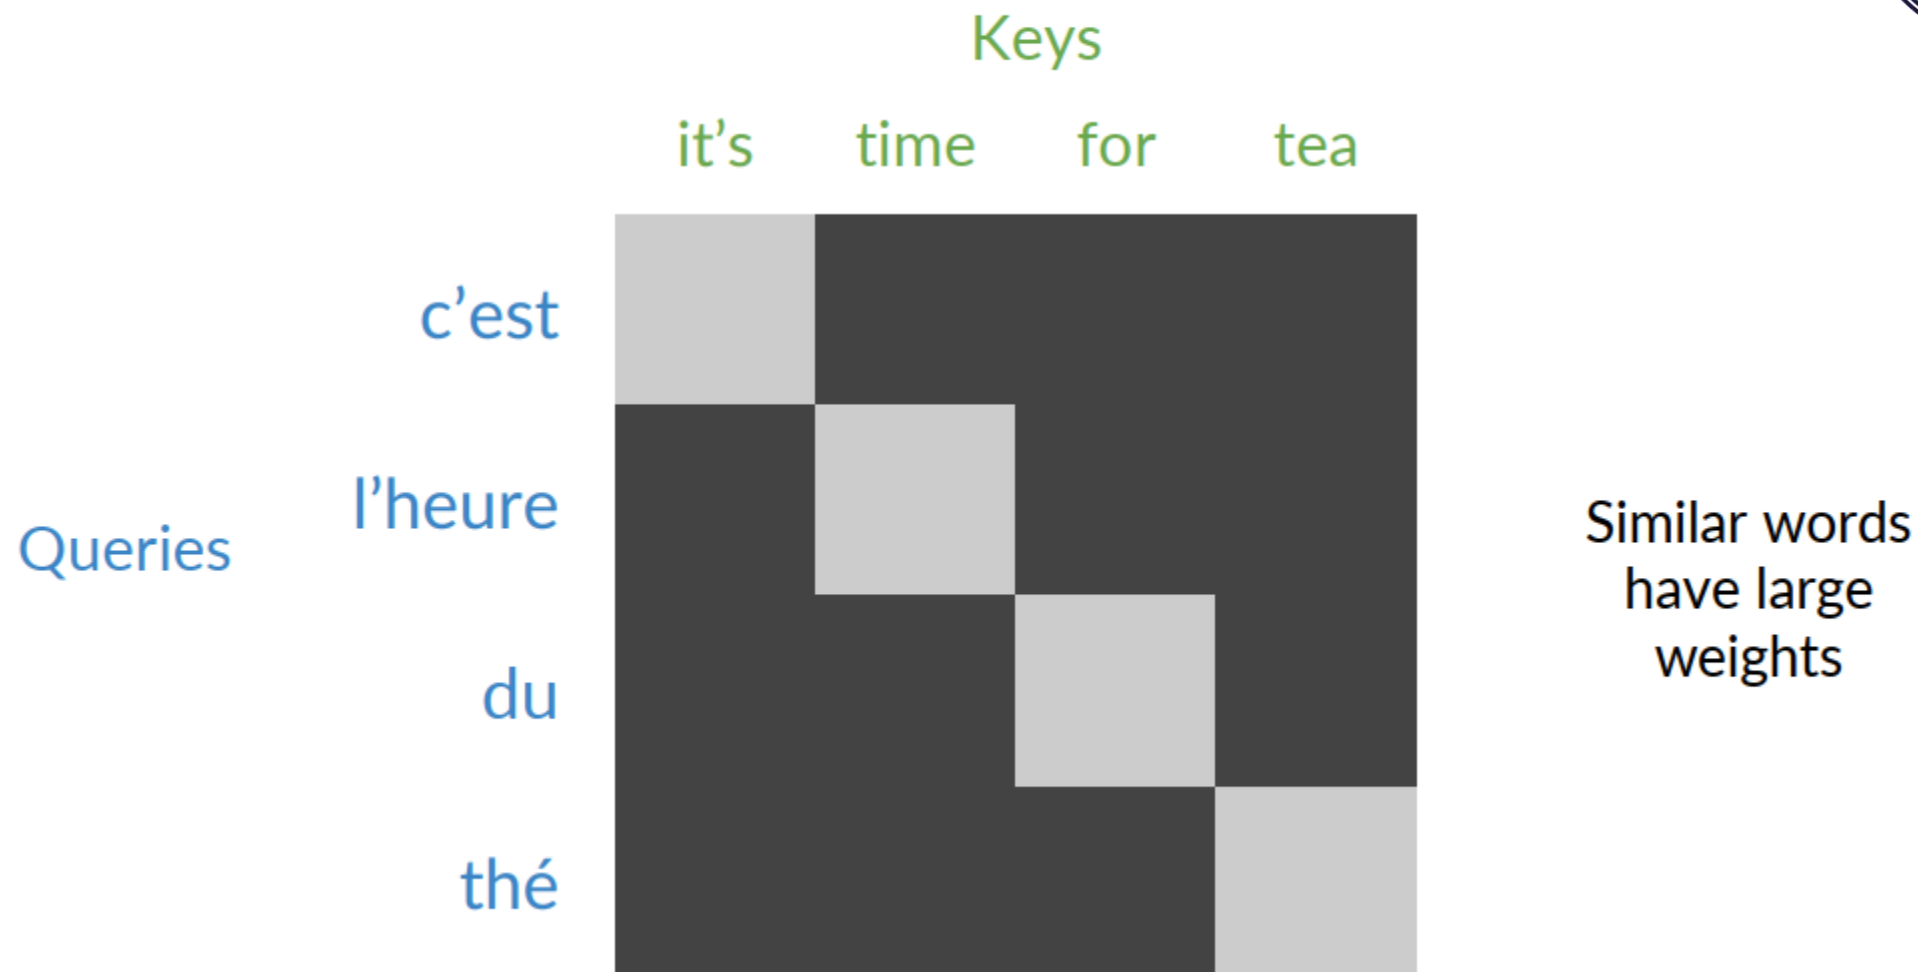 Keys
it’s time for tea
c’est
l’heure
Queries
du
thé
Similar words
have large
weights